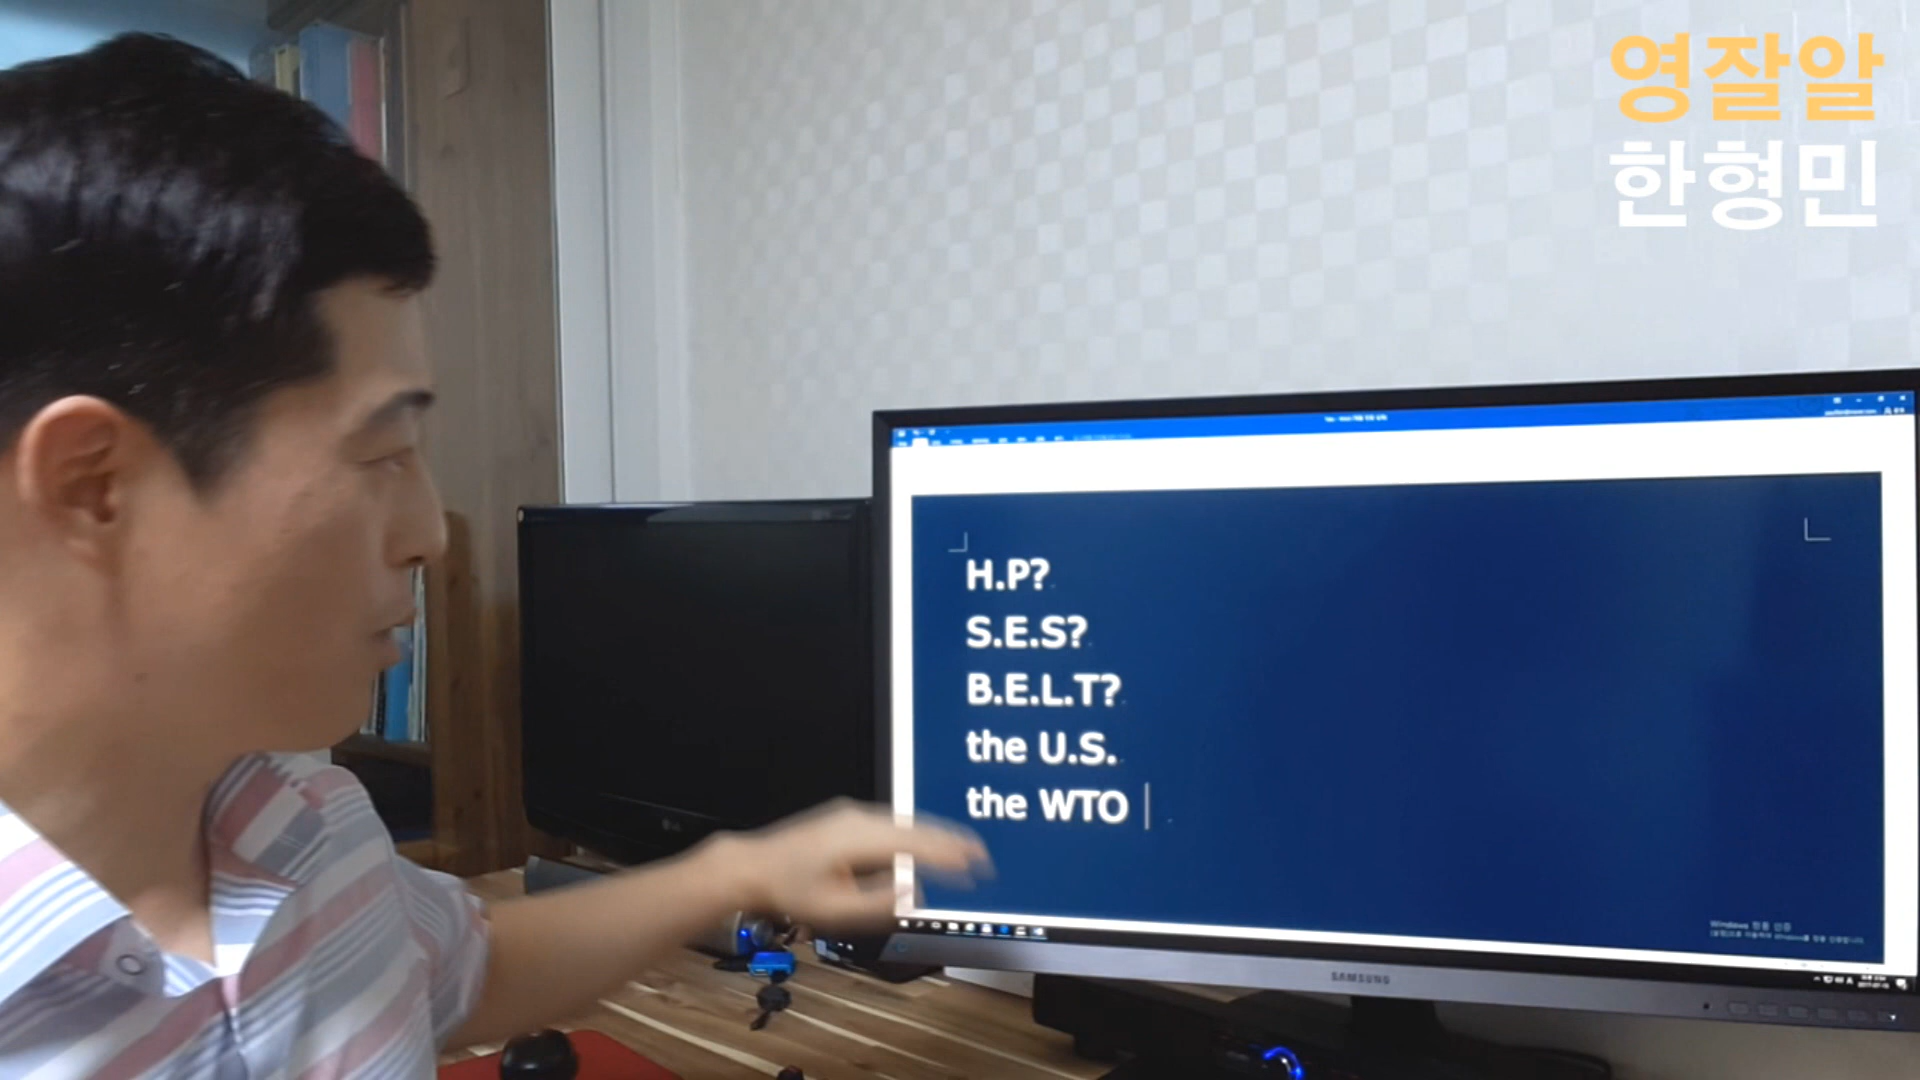 영잘알
한형민
H.P?
S.E.S?
B.E.L.T?
the U.S.
the WTO
SAMSUNG